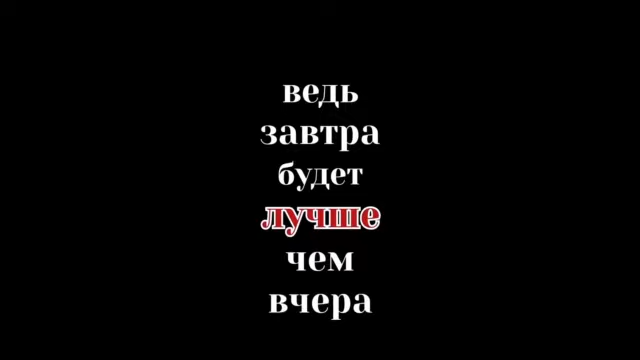 ведь
завтра
будет
лучше
чем
вчера